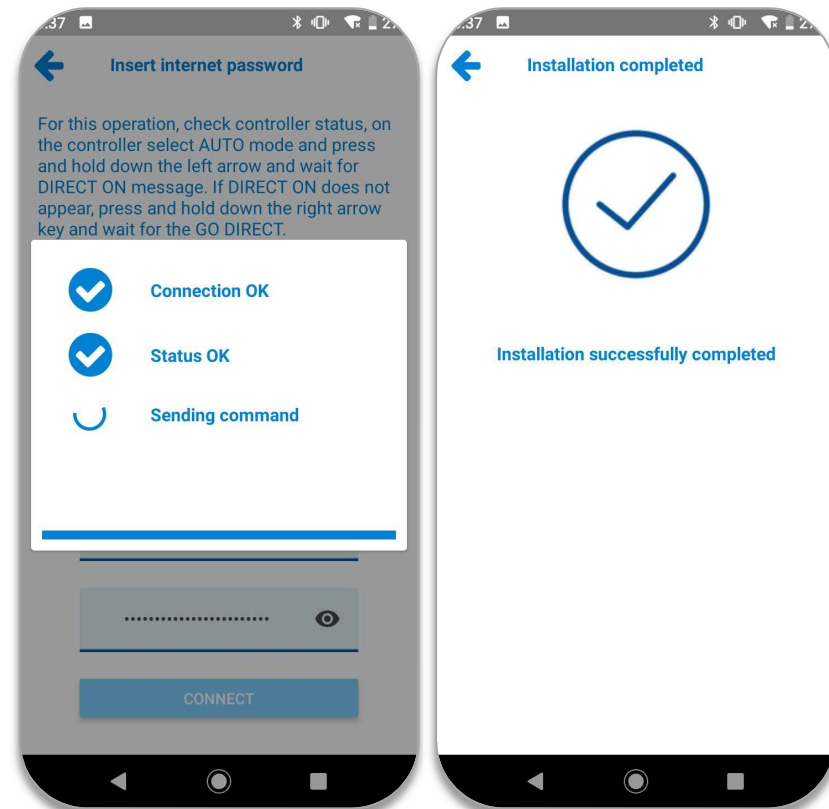 :37
Insert internet password
For this operation, check controller status, on
the controller select AUTO mode and press
and hold down the left arrow and wait for
DIRECT ON message. If DIRECT ON does not
appear, press and hold down the right arrow
key and wait for the GO DIRECT.
Connection OK
Status OK
Sending command
CONNECT
:37
Installation completed
Installation successfully completed